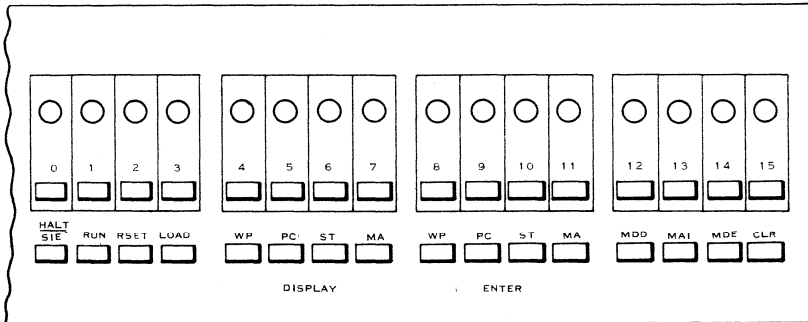 0 1 2 3 4 5 6 7 8 9 10 11 12 13 14 15
HALT
SIE RUN RSET LOAD WP PC ST MA WP PC ST MA MDD MAI MDE CLR
DISPLAY ENTER